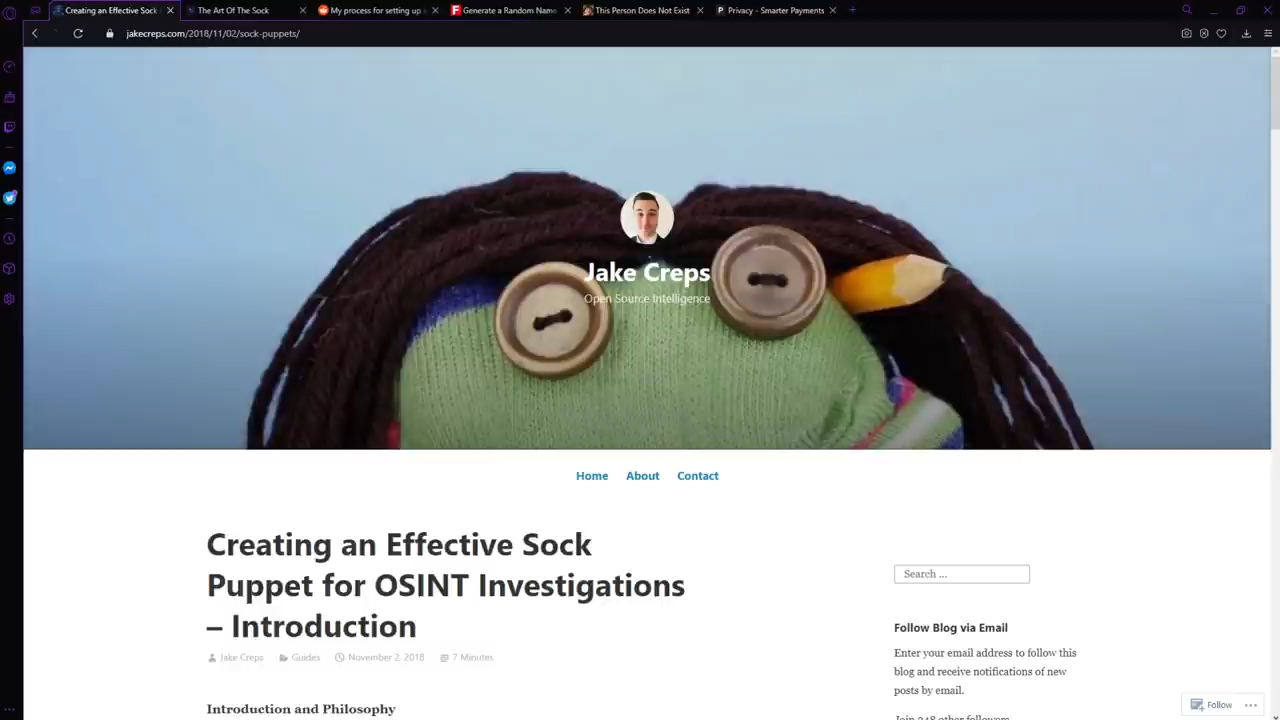 Creating an Effective Sock
The Art Of The Sock
My process for setting up
Generate a Random Name
This Person Does Not Exist
Privacy - Smarter Payments
jakecreps.com/2018/11/02/sock-puppets/
Jake Creps
Open Source Intelligence
Home About Contact
Creating an Effective Sock
Puppet for OSINT Investigations
– Introduction
Jake Creps Guides November 2, 2018 7 Minutes
Introduction and Philosophy
Search ...
Follow Blog via Email
Enter your email address to follow this
blog and receive notifications of new
posts by email.
Join 248 other followers
Follow